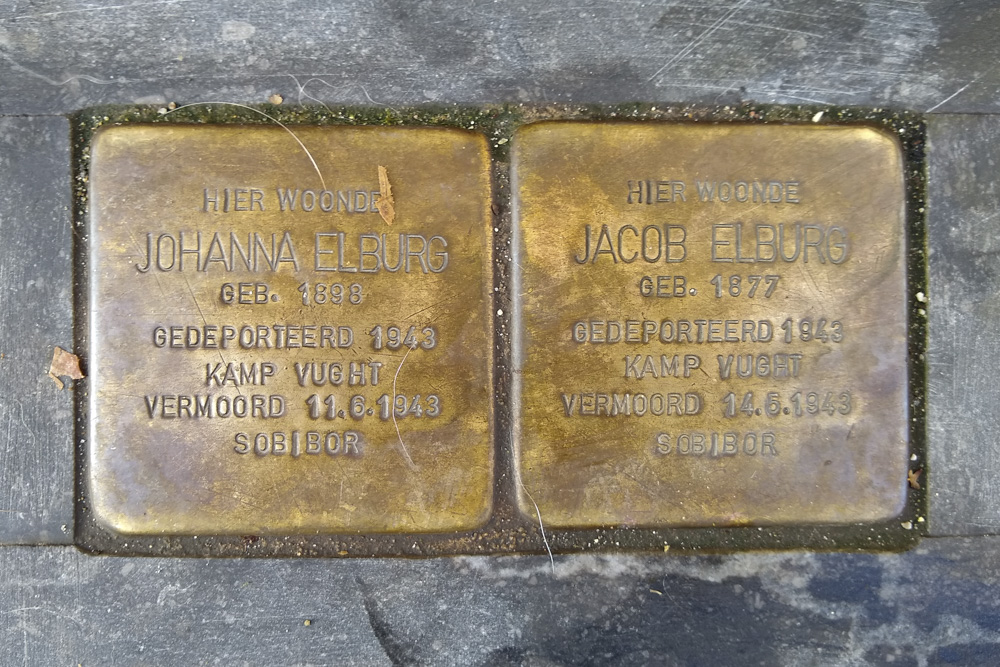 HIER WOONDE
JOHANNA ELBURG
GEB. 1898
GEDEPORTEERD 1943
KAMP VUGHT
VERMOORD 11.6.1943
SOBIBOR
HIER WOONDE
JACOB ELBURG
GEB. 1877
GEDEPORTEERD 1943
KAMP VUGHT
VERMOORD 14.5.1943
SOBIBOR